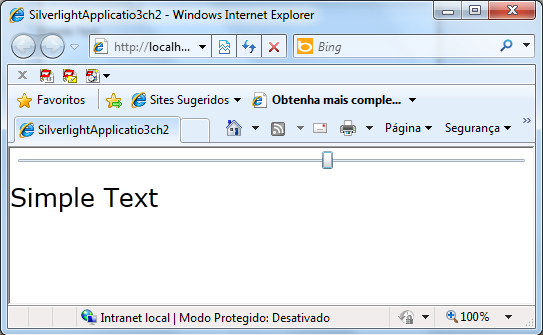 SilverlightApplicatio3ch2 - Windows Internet Explorer
http://localh... Bing
Favoritos Sites Sugeridos Obtenha mais comple...
SilverlightApplicatio3ch2 Página Segurança »
Simple Text
Intranet local | Modo Protegido: Desativado 100%